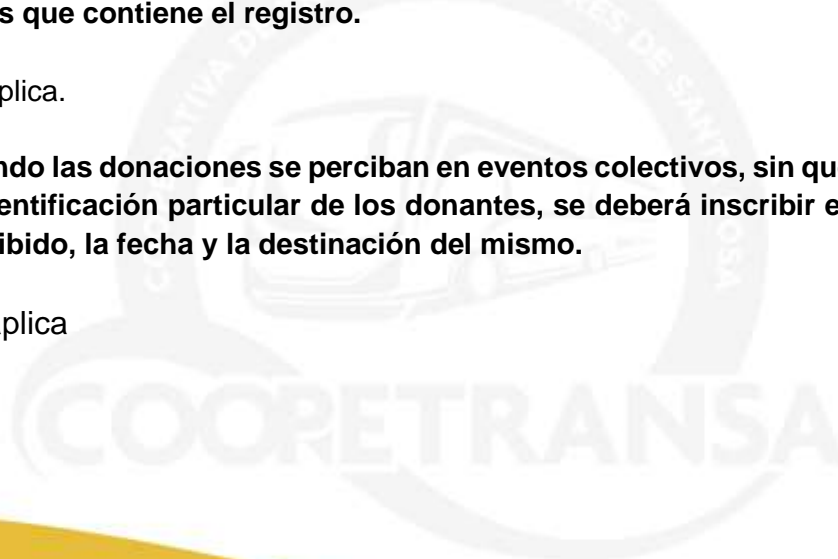 s que contiene el registro.
plica.
ndo las donaciones se perciban en eventos colectivos, sin qu
entificación particular de los donantes, se deberá inscribir e
ibido, la fecha y la destinación del mismo.
plica
COOPETRANSA